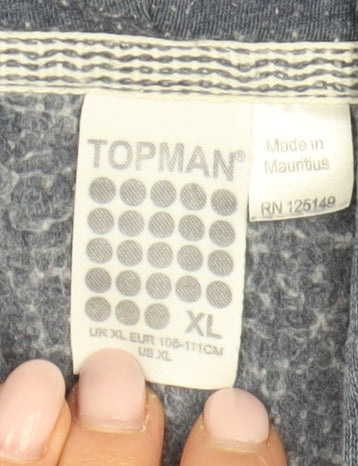 TOPMAN®
XL
UK XL EUR 106-111CM
US XL
Made in
Mauritius
RN 125149